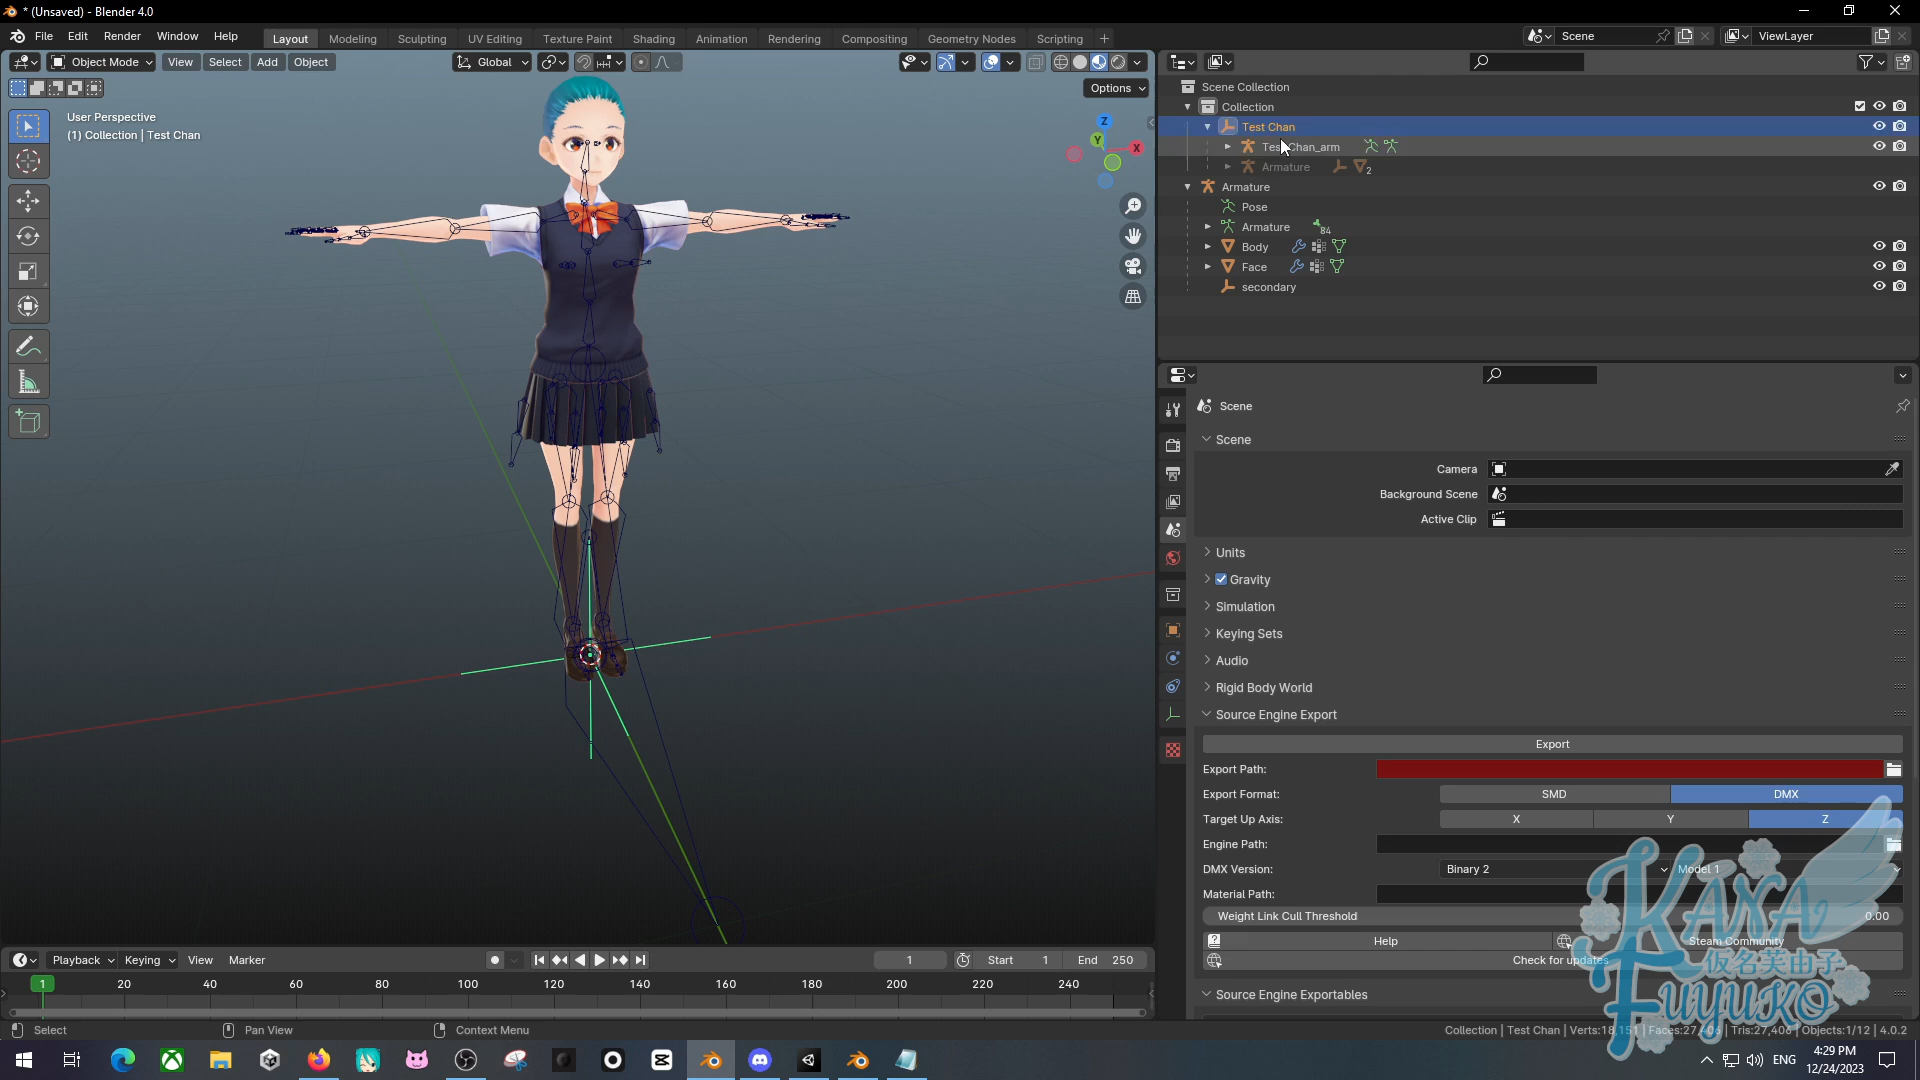 * (Unsaved) - Blender 4.0
File Edit Render Window Help
Layout Modeling Sculpting UV Editing Texture Paint Shading Animation Rendering Compositing Geometry Nodes Scripting +
Scene
ViewLayer
Object Mode View Select Add Object
Global
Options
User Perspective
(1) Collection | Test Chan
Z
Y
X
Scene Collection
Collection
Test Chan
Test Chan_arm
Armature 2
Armature
Pose
Armature 84
Body
Face
secondary
Scene
Scene
Camera
Background Scene
Active Clip
Units
Gravity
Simulation
Keying Sets
Audio
Rigid Body World
Source Engine Export
Export
Export Path:
Export Format: SMD DMX
Target Up Axis: X Y Z
Engine Path:
DMX Version: Binary 2 Model 1
Material Path:
Weight Link Cull Threshold 0.00
Help Steam Community
Check for updates
Source Engine Exportables
KANA
仮名芙由子
FUYUKO
Playback Keying View Marker
1 Start 1 End 250
1 20 40 60 80 100 120 140 160 180 200 220 240
Select Pan View Context Menu
Collection | Test Chan | Verts:18,151 | Faces:27,406 | Tris:27,406 | Objects:1/12 | 4.0.2
ENG
4:29 PM
12/24/2023